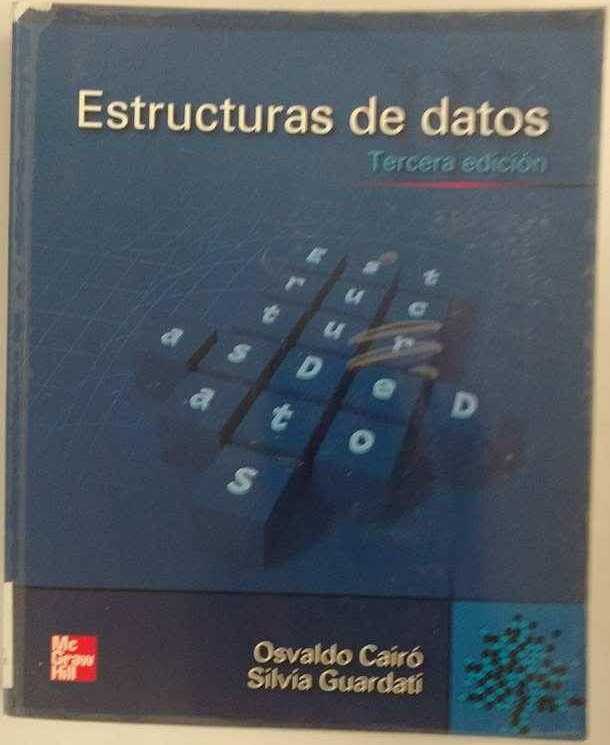 Estructuras de datos
Tercera edición
E s t
r u c
t u r
a s D e D
a t o
s
Mc
Graw
Hill
Osvaldo Cairó
Silvia Guardati